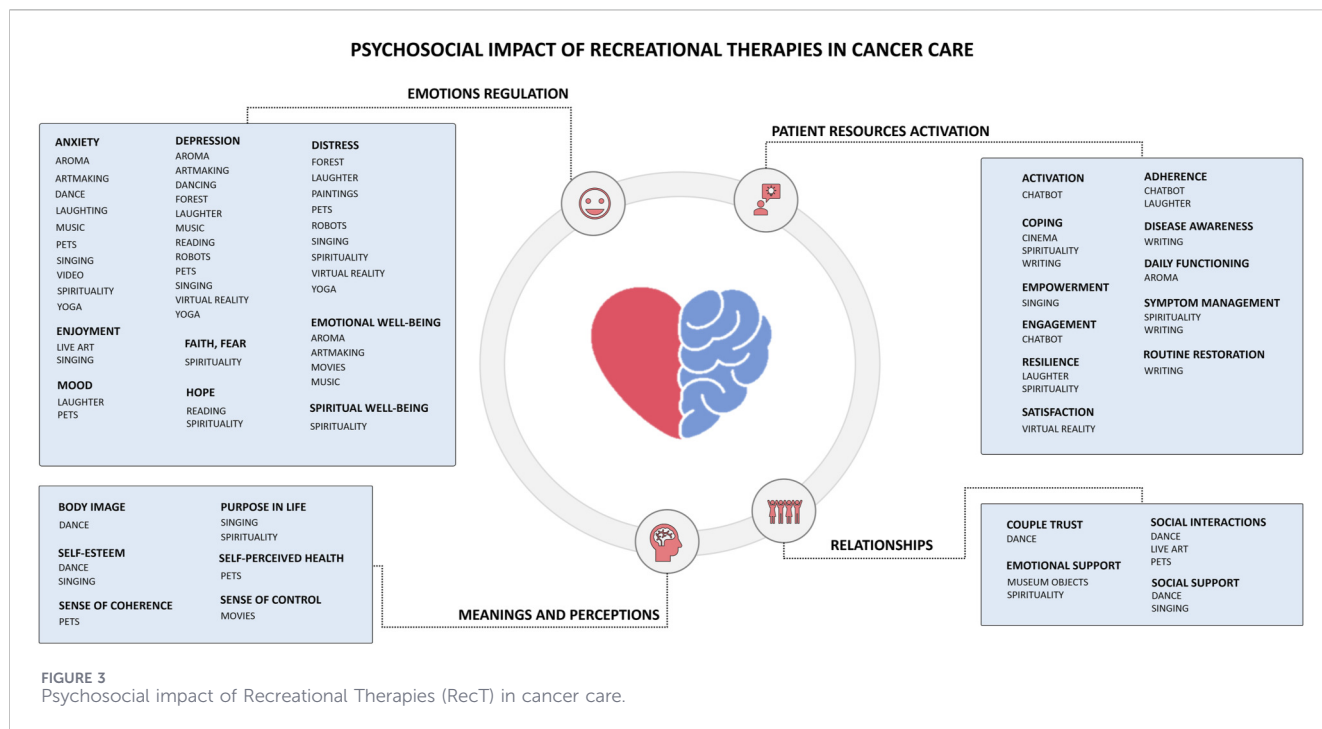 PSYCHOSOCIAL IMPACT OF RECREATIONAL THERAPIES IN CANCER CARE
EMOTIONS REGULATION
ANXIETY
AROMA
ARTMAKING
DANCE
LAUGHTING
MUSIC
PETS
SINGING
VIDEO
SPIRITUALITY
YOGA
ENJOYMENT
LIVE ART
SINGING
MOOD
LAUGHTER
PETS
DEPRESSION
AROMA
ARTMAKING
DANCING
FOREST
LAUGHTER
MUSIC
READING
ROBOTS
PETS
SINGING
VIRTUAL REALITY
YOGA
FAITH, FEAR
SPIRITUALITY
HOPE
READING
SPIRITUALITY
DISTRESS
FOREST
LAUGHTER
PAINTINGS
PETS
ROBOTS
SINGING
SPIRITUALITY
VIRTUAL REALITY
YOGA
EMOTIONAL WELL-BEING
AROMA
ARTMAKING
MOVIES
MUSIC
SPIRITUAL WELL-BEING
SPIRITUALITY
PATIENT RESOURCES ACTIVATION
ACTIVATION
CHATBOT
COPING
CINEMA
SPIRITUALITY
WRITING
EMPOWERMENT
SINGING
ENGAGEMENT
CHATBOT
RESILIENCE
LAUGHTER
SPIRITUALITY
SATISFACTION
VIRTUAL REALITY
ADHERENCE
CHATBOT
LAUGHTER
DISEASE AWARENESS
WRITING
DAILY FUNCTIONING
AROMA
SYMPTOM MANAGEMENT
SPIRITUALITY
WRITING
ROUTINE RESTORATION
WRITING
BODY IMAGE
DANCE
SELF-ESTEEM
DANCE
SINGING
SENSE OF COHERENCE
PETS
PURPOSE IN LIFE
SINGING
SPIRITUALITY
SELF-PERCEIVED HEALTH
PETS
SENSE OF CONTROL
MOVIES
MEANINGS AND PERCEPTIONS
RELATIONSHIPS
COUPLE TRUST
DANCE
EMOTIONAL SUPPORT
MUSEUM OBJECTS
SPIRITUALITY
SOCIAL INTERACTIONS
DANCE
LIVE ART
PETS
SOCIAL SUPPORT
DANCE
SINGING
FIGURE 3
Psychosocial impact of Recreational Therapies (RecT) in cancer care.